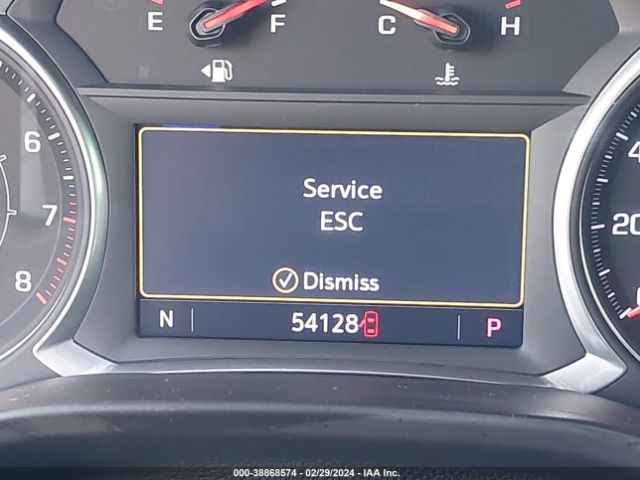 E F C H
6
7
8
Service
ESC
Dismiss
N 54128 P
4
20
000-38868574 - 02/29/2024 - IAA Inc.